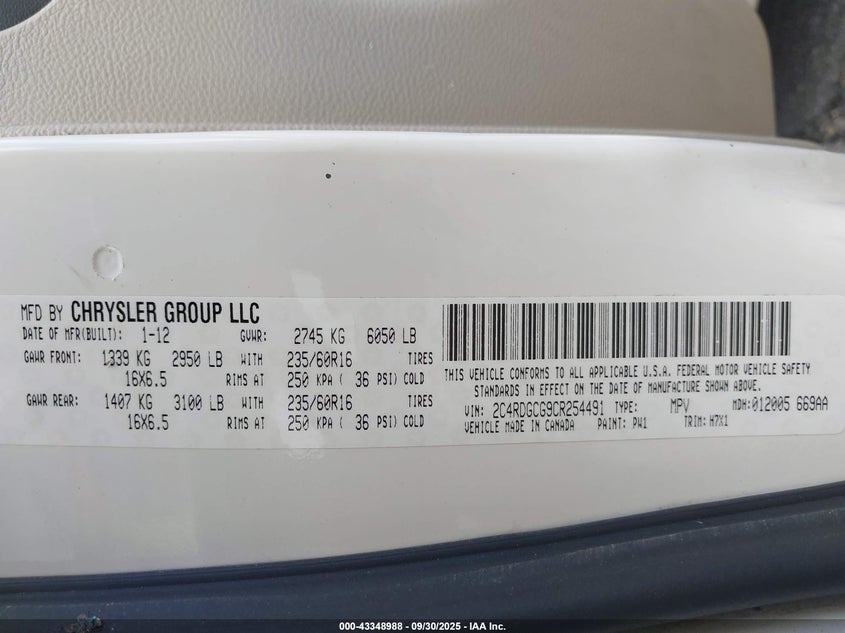 MFD BY CHRYSLER GROUP LLC
DATE OF MFR(BUILT): 1-12 GVWR: 2745 KG 6050 LB
GAWR FRONT: 1339 KG 2950 LB WITH 235/60R16 TIRES
16X6.5 RIMS AT 250 KPA ( 36 PSI) COLD
GAWR REAR: 1407 KG 3100 LB WITH 235/60R16 TIRES
16X6.5 RIMS AT 250 KPA ( 36 PSI) COLD
THIS VEHICLE CONFORMS TO ALL APPLICABLE U.S.A. FEDERAL MOTOR VEHICLE SAFETY
STANDARDS IN EFFECT ON THE DATE OF MANUFACTURE SHOWN ABOVE.
VIN: 2C4RDGCG9CR254491 TYPE: MPV MDH:012005 669AA
VEHICLE MADE IN CANADA PAINT: PW1 TRIM: H7X1
000-43348988 - 09/30/2025 - IAA Inc.